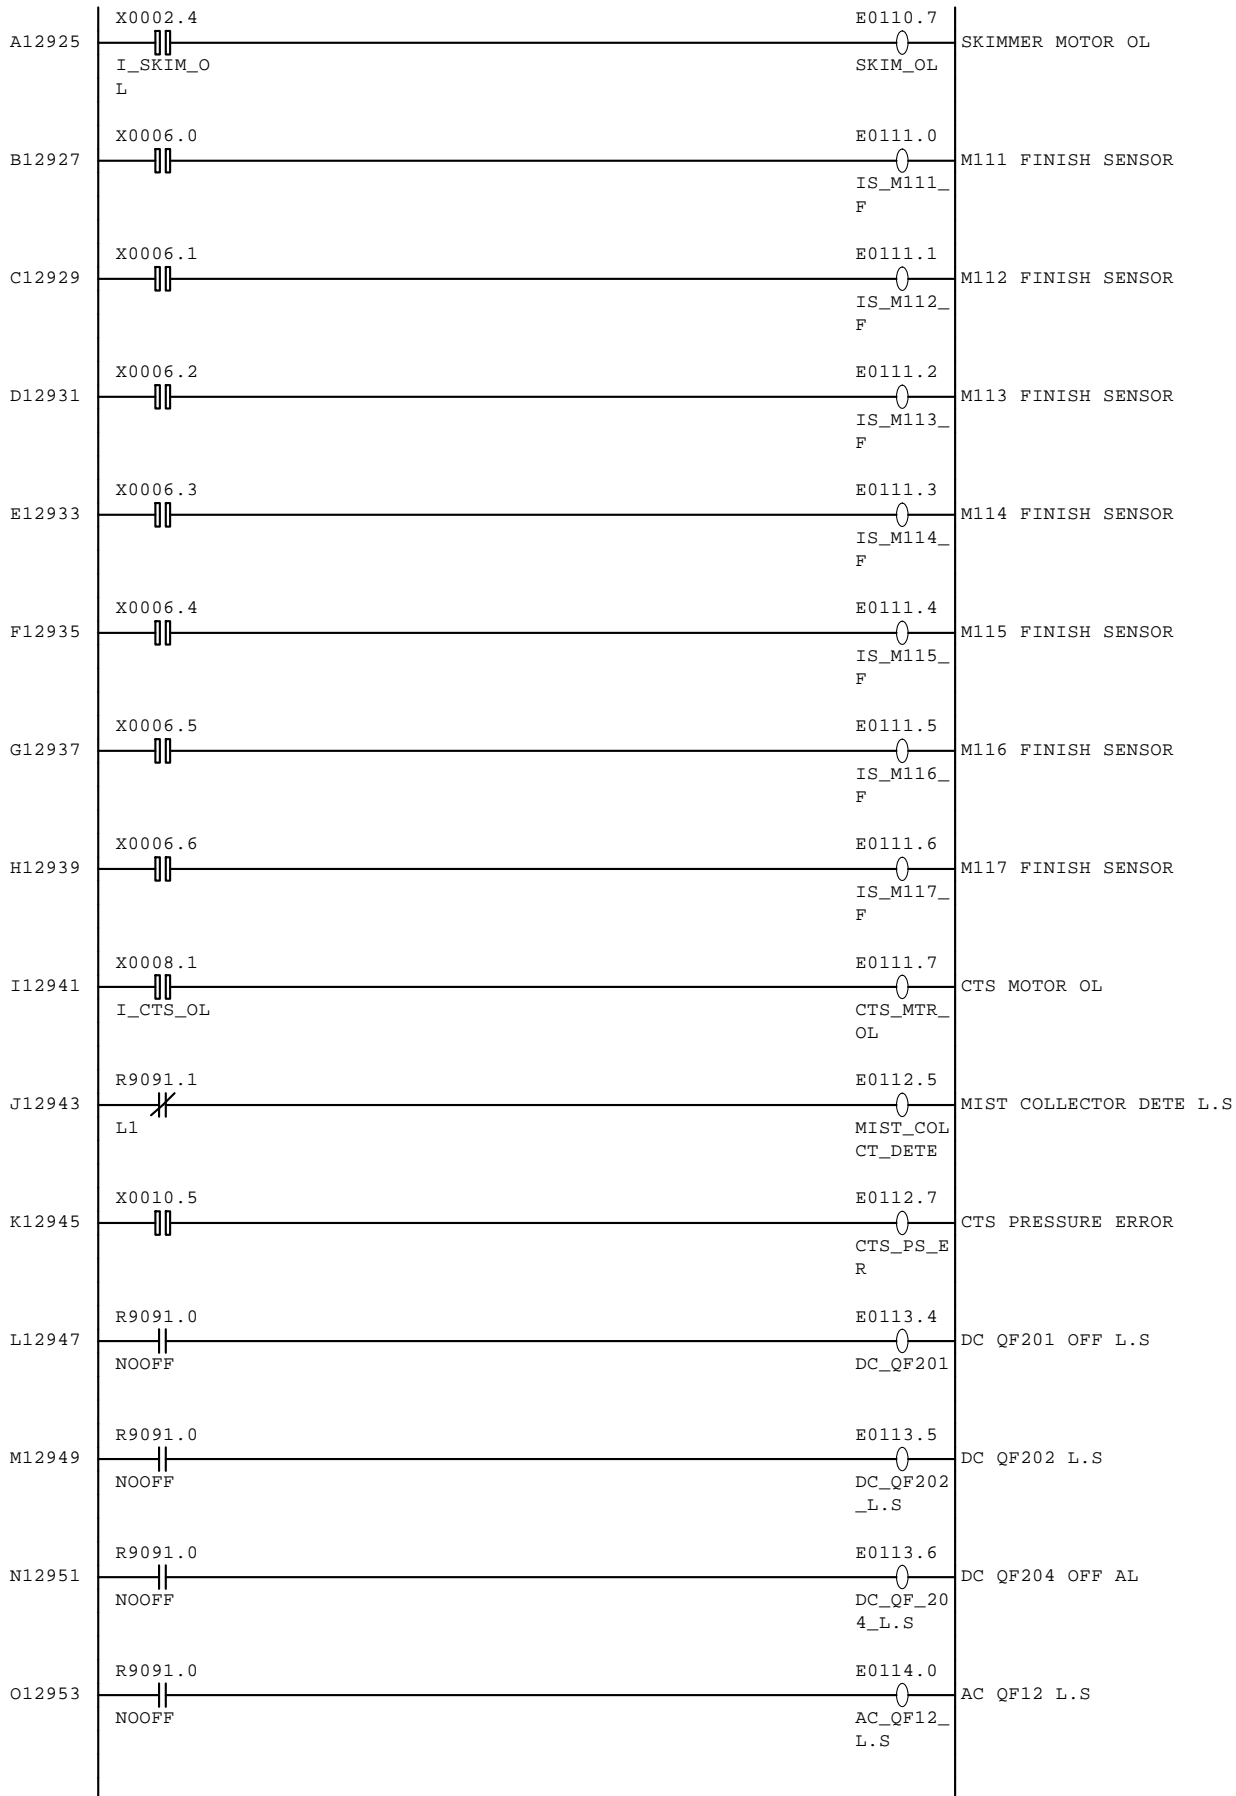 X0002.4 E0110.7
A12925 SKIMMER MOTOR OL
I_SKIM_O SKIM_OL
L
X0006.0 E0111.0
B12927 M111 FINISH SENSOR
IS_M111_
F
X0006.1 E0111.1
C12929 M112 FINISH SENSOR
IS_M112_
F
X0006.2 E0111.2
D12931 M113 FINISH SENSOR
IS_M113_
F
X0006.3 E0111.3
E12933 M114 FINISH SENSOR
IS_M114_
F
X0006.4 E0111.4
F12935 M115 FINISH SENSOR
IS_M115_
F
X0006.5 E0111.5
G12937 M116 FINISH SENSOR
IS_M116_
F
X0006.6 E0111.6
H12939 M117 FINISH SENSOR
IS_M117_
F
X0008.1 E0111.7
I12941 CTS MOTOR OL
I_CTS_OL CTS_MTR_
OL
R9091.1 E0112.5
J12943 MIST COLLECTOR DETE L.S
L1 MIST_COL
CT_DETE
X0010.5 E0112.7
K12945 CTS PRESSURE ERROR
CTS_PS_E
R
R9091.0 E0113.4
L12947 DC QF201 OFF L.S
NOOFF DC_QF201
R9091.0 E0113.5
M12949 DC QF202 L.S
NOOFF DC_QF202
_L.S
R9091.0 E0113.6
N12951 DC QF204 OFF AL
NOOFF DC_QF_20
4_L.S
R9091.0 E0114.0
O12953 AC QF12 L.S
NOOFF AC_QF12_
L.S